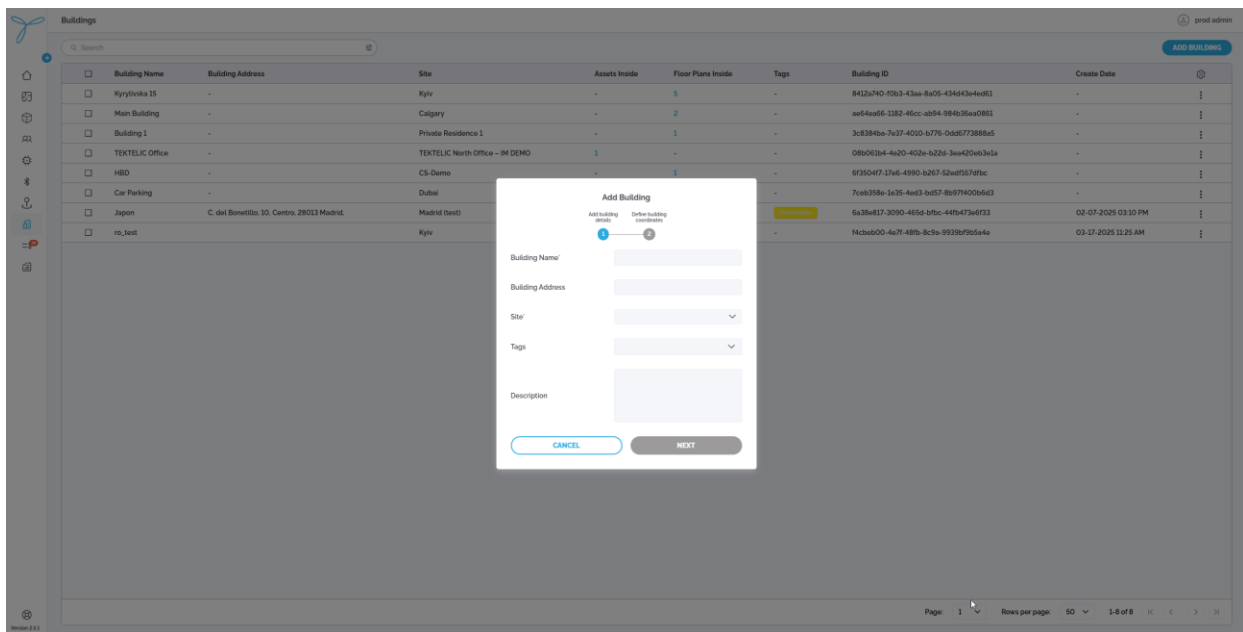 Buildings
prod admin
Search
ADD BUILDING
Building Name Building Address Site Assets Inside Floor Plans Inside Tags Building ID Create Date
Kyrylivska 15 - Kyiv - 5 - 8412a740-f0b3-43aa-8a05-434d43e4ed61 -
Main Building - Calgary - 2 - ae64ea66-1182-46cc-ab94-984b36ea0861 -
Building 1 - Private Residence 1 - 1 - 3c8384ba-7e37-4010-b776-0dd6773888a5 -
TEKTELIC Office - TEKTELIC North Office – IM DEMO 1 - - 08b061b4-4e20-402e-b22d-3ea420eb3e1a -
HBD - CS-Demo - 1 - 6f3504f7-17e6-4990-b267-52edf167dfbc -
Car Parking - Dubai - 7ceb358e-1e35-4ed3-bd57-8b97f400b6d3 -
Japon C. del Bonetillo, 10, Centro, 28013 Madrid, Madrid (test) 6a38e817-3090-465d-bfbc-44fb473e6f33 02-07-2025 03:10 PM
ro_test - Kyiv - f4cbeb00-4e7f-48fb-8c9a-9939bf9b5a4e 03-17-2025 11:25 AM
Add Building
Add building details
Define building coordinates
1 2
Building Name*
Building Address
Site*
Tags
Description
CANCEL NEXT
Page: 1 Rows per page: 50 1-8 of 8
Version 2.5.1